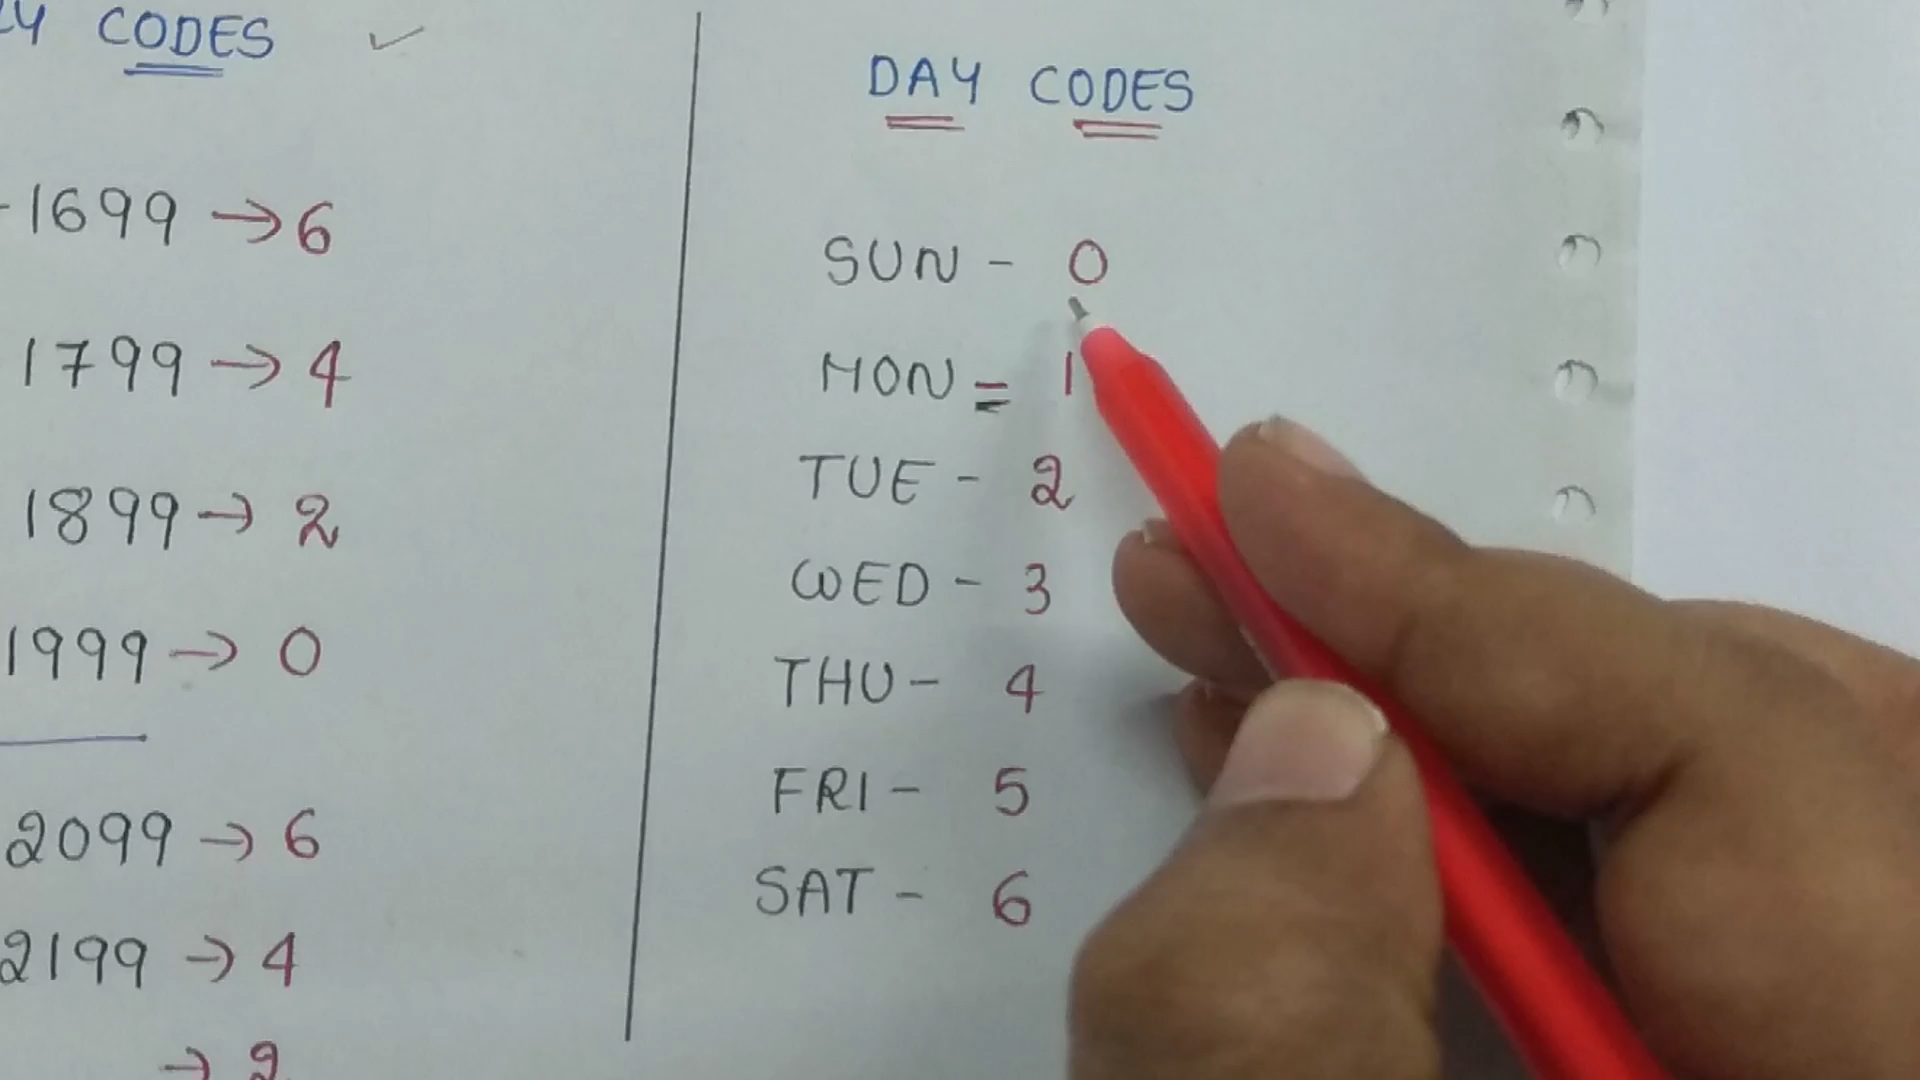 CODES ✓
-1699 → 6
1799 → 4
1899 → 2
1999 → 0
2099 → 6
2199 → 4
→ 2
DAY CODES
SUN - 0
MON = 1
TUE - 2
WED - 3
THU - 4
FRI - 5
SAT - 6